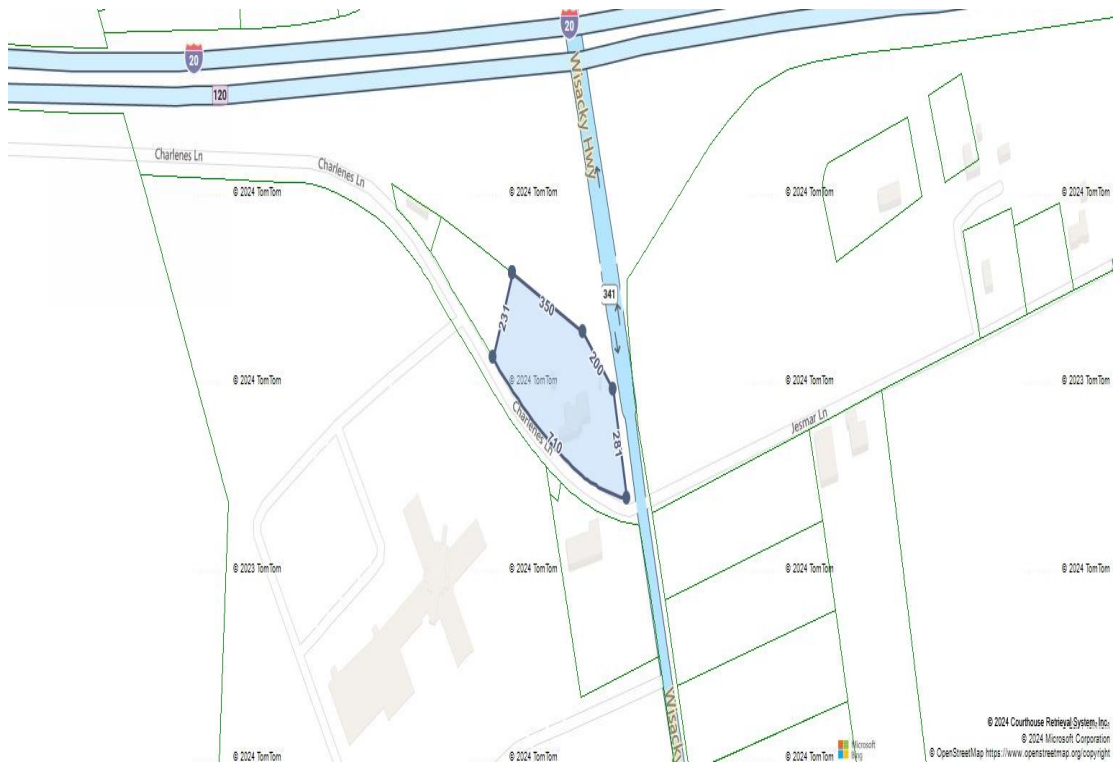 20
20
Wisacky Hwy
120
Charlenes Ln
Charlenes Ln
© 2024 TomTom
© 2024 TomTom
© 2024 TomTom
© 2024 TomTom
350
231
341
200
© 2024 TomTom
© 2024 TomTom
© 2024 TomTom
© 2023 TomTom
Charlenes Ln
710
281
Jesmar Ln
© 2023 TomTom
© 2024 TomTom
© 2024 TomTom
© 2024 TomTom
Wisacky
© 2024 Courthouse Retrieval System, Inc.
© 2024 Microsoft Corporation
© 2024 TomTom
© 2024 TomTom
© 2024 TomTom
Microsoft
Bing
© OpenStreetMap https://www.openstreetmap.org/copyright